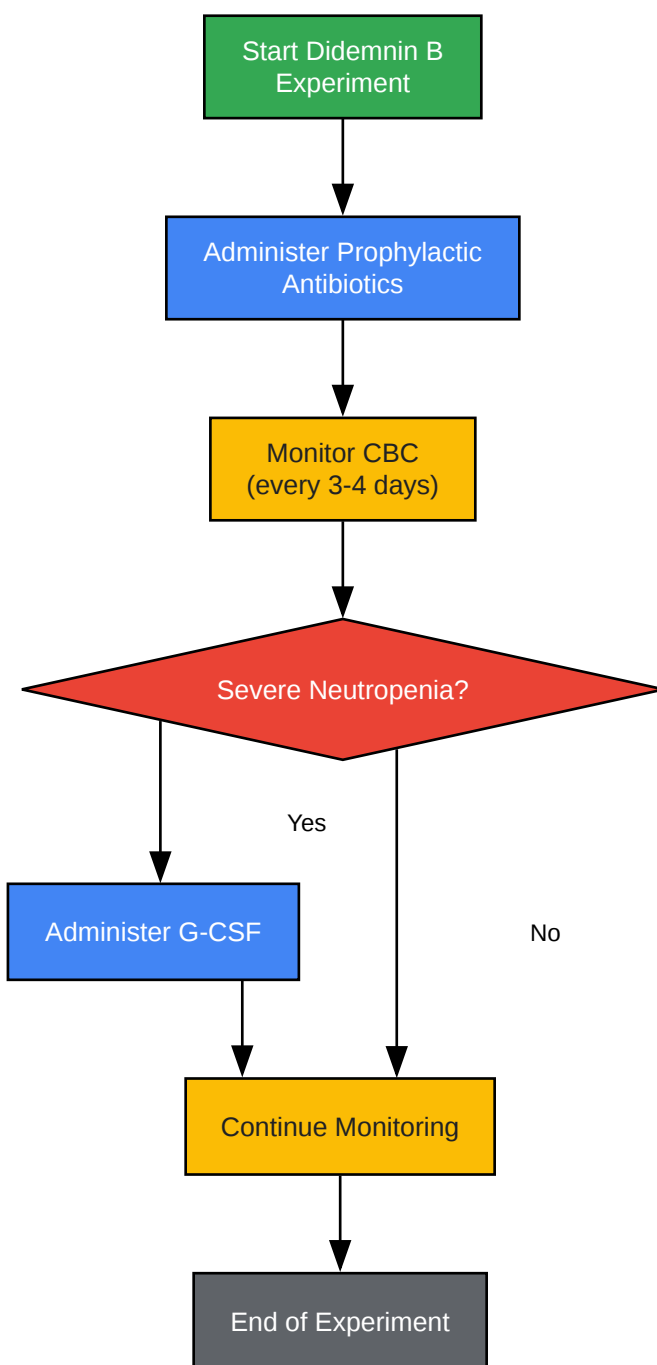 Start Didemnin B
Experiment
Administer Prophylactic
Antibiotics
Monitor CBC
(every 3-4 days)
Severe Neutropenia?
Yes
Administer G-CSF
No
Continue Monitoring
End of Experiment